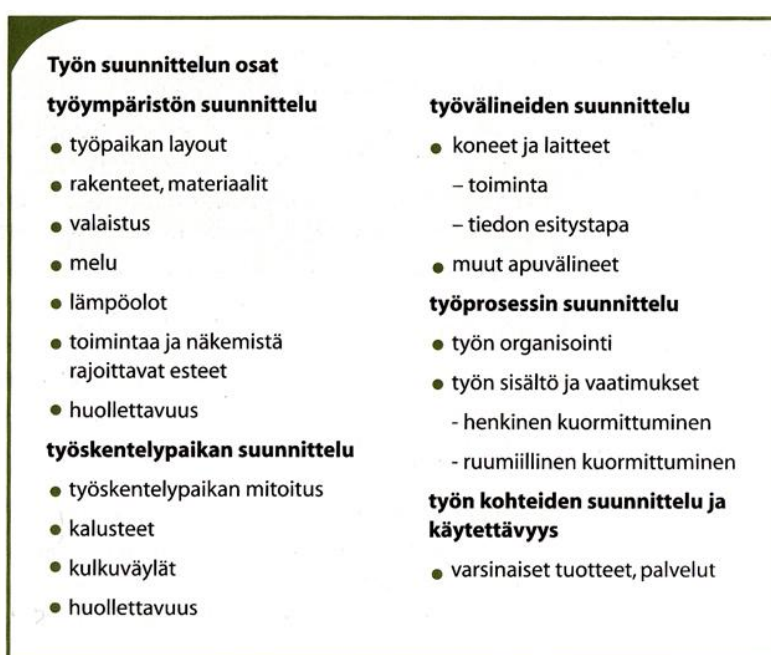 Työn suunnittelun osat
työympäristön suunnittelu
● työpaikan layout
● rakenteet, materiaalit
● valaistus
● melu
● lämpöolot
● toimintaa ja näkemistä
rajoittavat esteet
● huollettavuus
työskentelypaikan suunnittelu
● työskentelypaikan mitoitus
● kalusteet
● kulkuväylät
● huollettavuus
työvälineiden suunnittelu
● koneet ja laitteet
– toiminta
– tiedon esitystapa
● muut apuvälineet
työprosessin suunnittelu
● työn organisointi
● työn sisältö ja vaatimukset
- henkinen kuormittuminen
- ruumiillinen kuormittuminen
työn kohteiden suunnittelu ja
käytettävyys
● varsinaiset tuotteet, palvelut